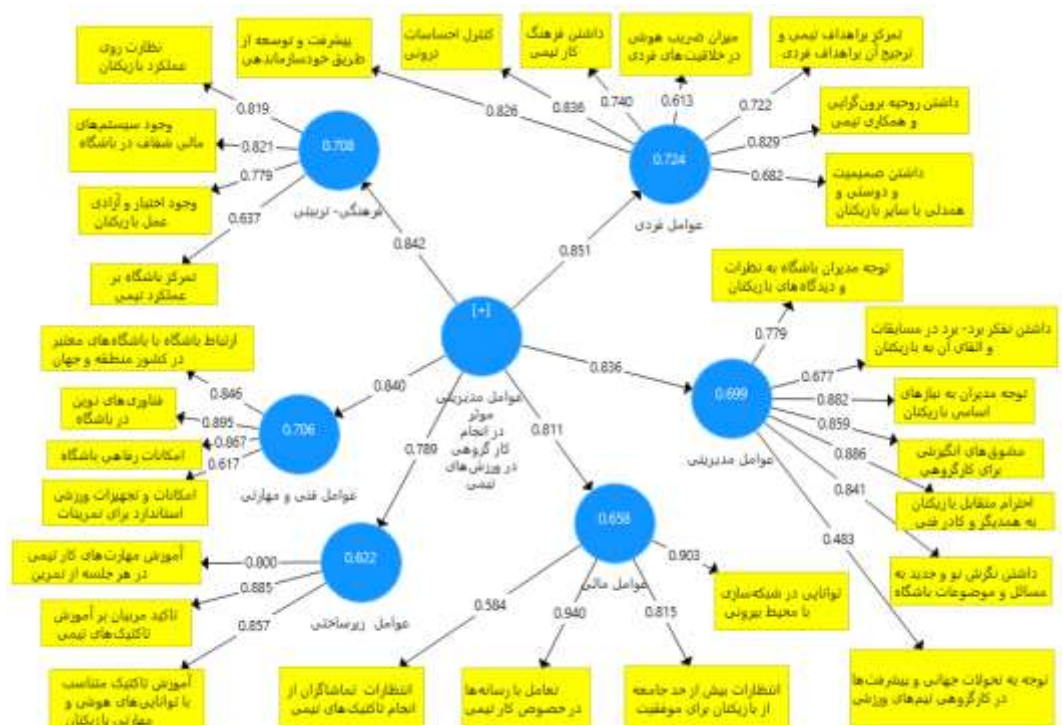 نظارت روی
عملکرد بازیکنان
وجود سیستم‌های
مالی شفاف در باشگاه
وجود اختیار و آزادی
عمل بازیکنان
تمرکز باشگاه بر
عملکرد تیمی
0.819
0.821
0.779
0.637
0.708
فرهنگی- تربیتی
0.842
پیشرفت و توسعه از
طریق خودسازماندهی
کنترل احساسات
درونی
داشتن فرهنگ
کار تیمی
میزان ضریب هوشی
در خلاقیت‌های فردی
تمرکز براهداف تیمی و
ترجیح آن براهداف فردی
داشتن روحیه برون‌گرایی
و همکاری تیمی
داشتن صمیمیت
و دوستی و
همدلی با سایر بازیکنان
0.826
0.836
0.740
0.613
0.722
0.829
0.682
0.724
عوامل فردی
0.851
[+]
عوامل مدیریتی
موثر
در انجام
کار گروهی
در ورزش‌های
تیمی
توجه مدیران باشگاه به نظرات
و دیدگاه‌های بازیکنان
داشتن تفکر برد- برد در مسابقات
و القای آن به بازیکنان
توجه مدیران به نیازهای
اساسی بازیکنان
مشوق‌های انگیزشی
برای کارگروهی
احترام متقابل بازیکنان
به همدیگر و کادر فنی
داشتن نگرش نو و جدید به
مسائل و موضوعات باشگاه
توجه به تحولات جهانی و پیشرفت‌ها
در کارگروهی تیم‌های ورزشی
0.779
0.677
0.882
0.859
0.886
0.841
0.483
0.699
عوامل مدیریتی
0.836
ارتباط باشگاه با باشگاه‌های معتبر
در کشور منطقه و جهان
فناوری‌های نوین
در باشگاه
امکانات رفاهی باشگاه
امکانات و تجهیزات ورزشی
استاندارد برای تمرینات
0.846
0.895
0.867
0.617
0.706
عوامل فنی و مهارتی
0.840
آموزش مهارت‌های کار تیمی
در هر جلسه از تمرین
تاکید مربیان بر آموزش
تاکتیک‌های تیمی
آموزش تاکتیک متناسب
با توانایی‌های هوشی و
مهارتی بازیکنان
0.800
0.885
0.857
0.622
عوامل زیرساختی
0.789
انتظارات تماشاگران از
انجام تاکتیک‌های تیمی
تعامل با رسانه‌ها
در خصوص کار تیمی
انتظارات بیش از حد جامعه
از بازیکنان برای موفقیت
توانایی در شبکه‌سازی
با محیط بیرونی
0.584
0.940
0.815
0.903
0.658
عوامل مالی
0.811